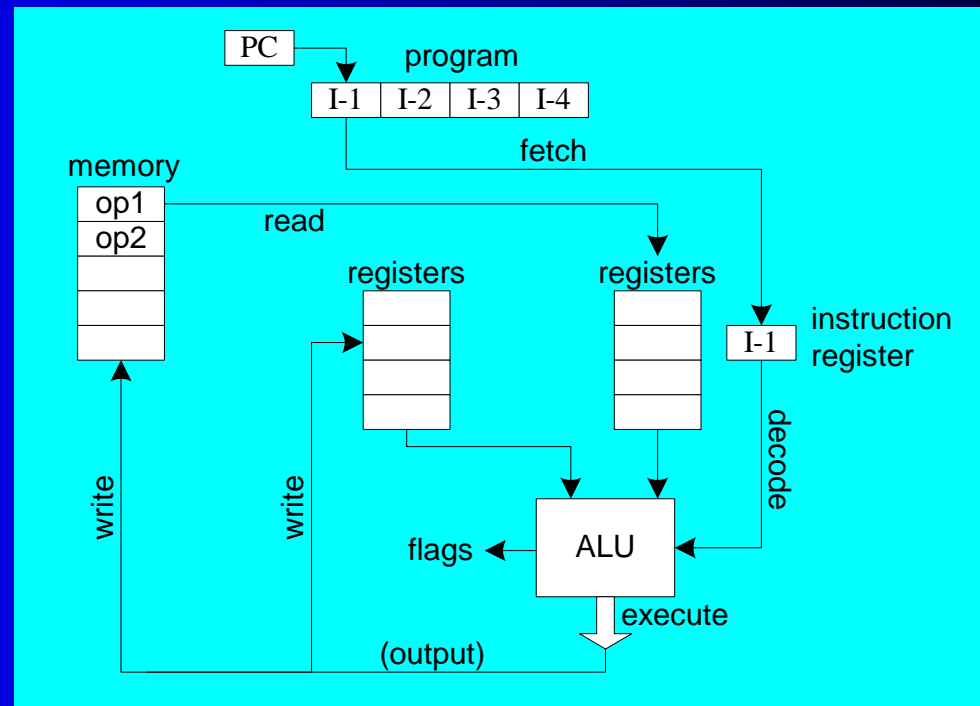 PC
program
I-1 I-2 I-3 I-4
fetch
memory
op1
op2
read
registers
registers
I-1
instruction
register
decode
write
write
flags
ALU
execute
(output)